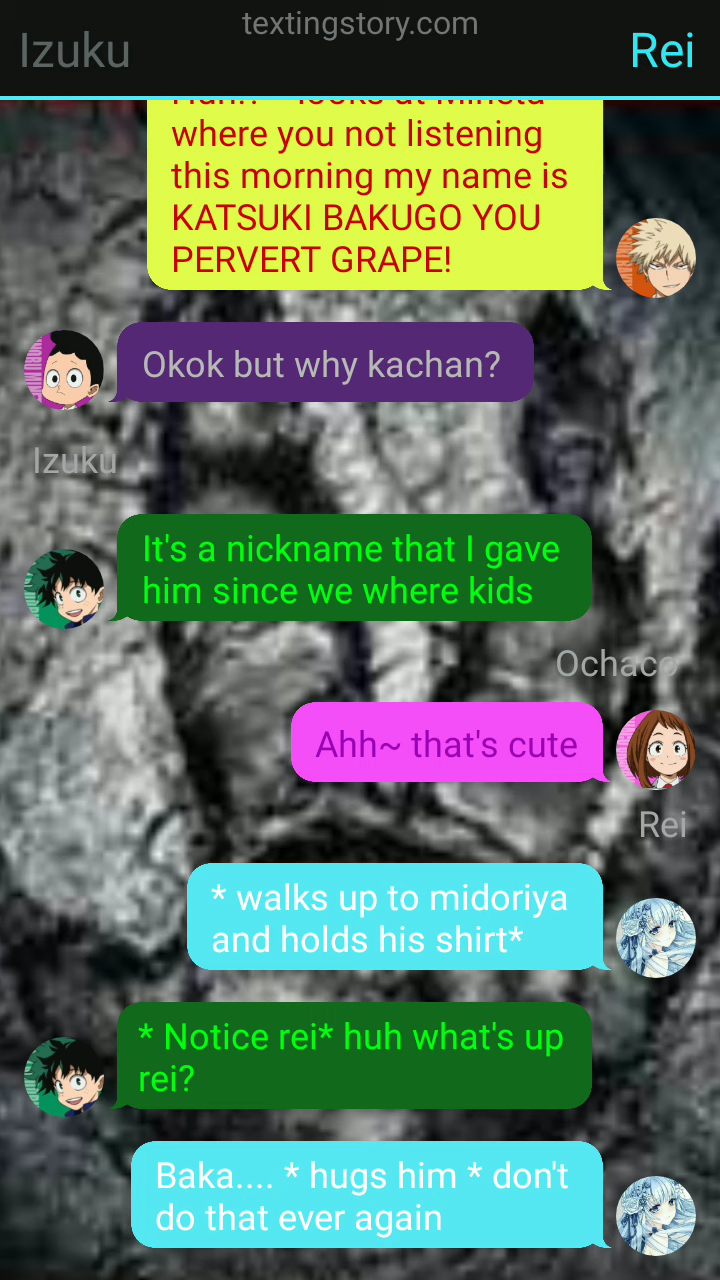 textingstory.com
Izuku
Rei
looks at Mineta
where you not listening
this morning my name is
KATSUKI BAKUGO YOU
PERVERT GRAPE!
Okok but why kachan?
Izuku
It's a nickname that I gave
him since we where kids
Ochaco
Ahh~ that's cute
Rei
* walks up to midoriya
and holds his shirt*
* Notice rei* huh what's up
rei?
Baka.... * hugs him * don't
do that ever again